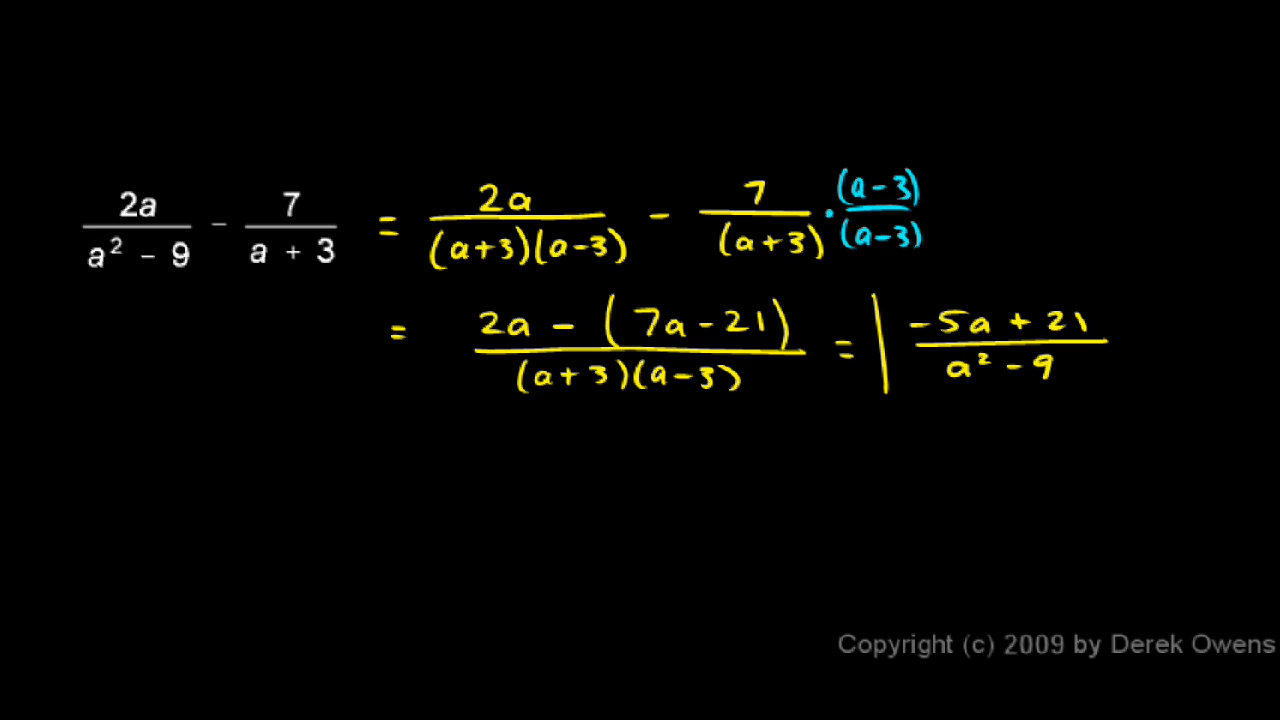 2a / a² − 9 − 7 / a + 3 = 2a / (a+3)(a−3) − 7 / (a+3) · (a−3) / (a−3)
= 2a − (7a−21) / (a+3)(a−3) = | −5a + 21 / a² − 9
Copyright (c) 2009 by Derek Owens